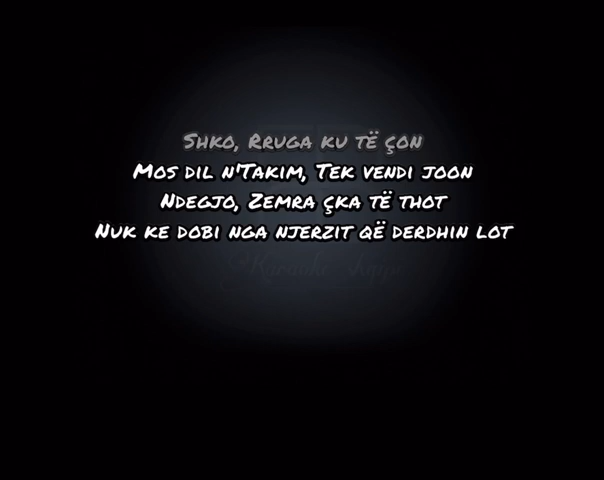 Shko, Rruga ku të çon
Mos dil n'Takim, Tek vendi joon
Ndegjo, Zemra çka të thot
Nuk ke dobi nga njerzit që derdhin lot